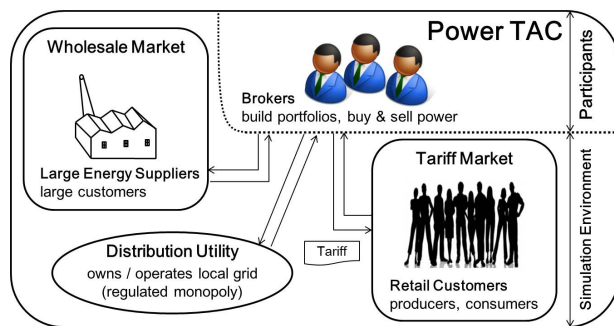 Power TAC
Wholesale Market
Large Energy Suppliers
large customers
Brokers
build portfolios, buy & sell power
Participants
Tariff Market
Retail Customers
producers, consumers
Simulation Environment
Distribution Utility
owns / operates local grid
(regulated monopoly)
Tariff